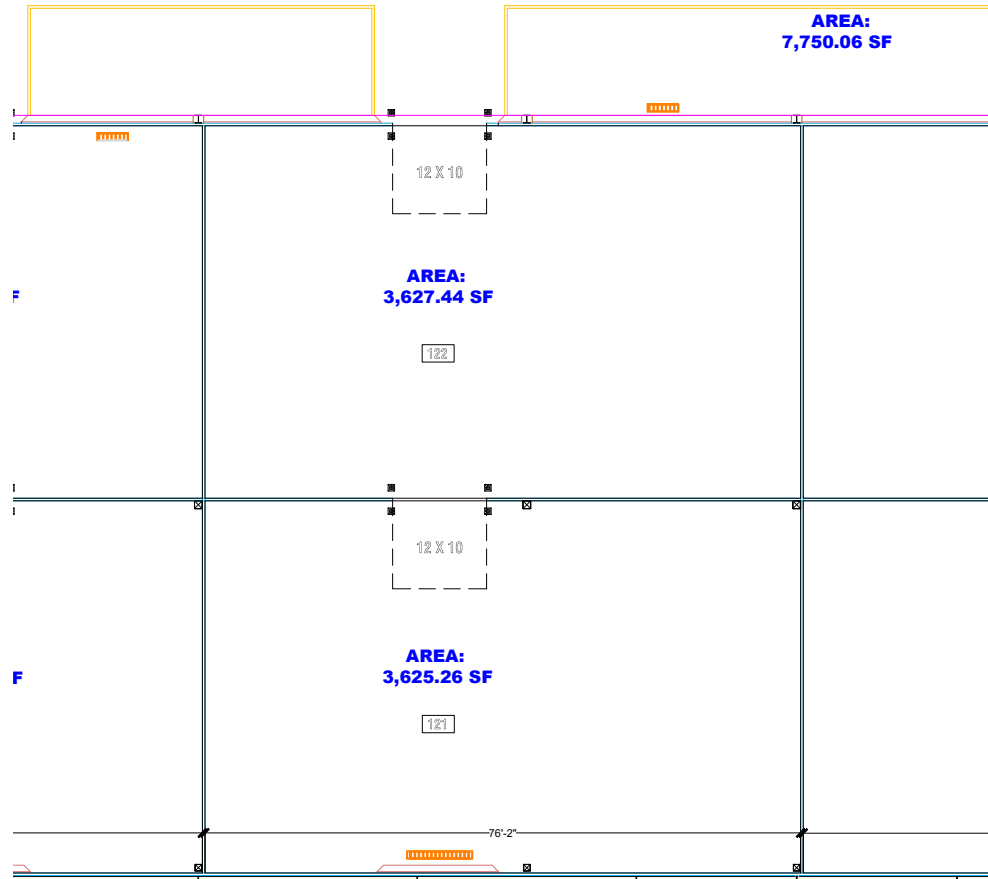 AREA:
7,750.06 SF
12 X 10
AREA:
3,627.44 SF
F
122
12 X 10
AREA:
3,625.26 SF
F
121
76'-2"